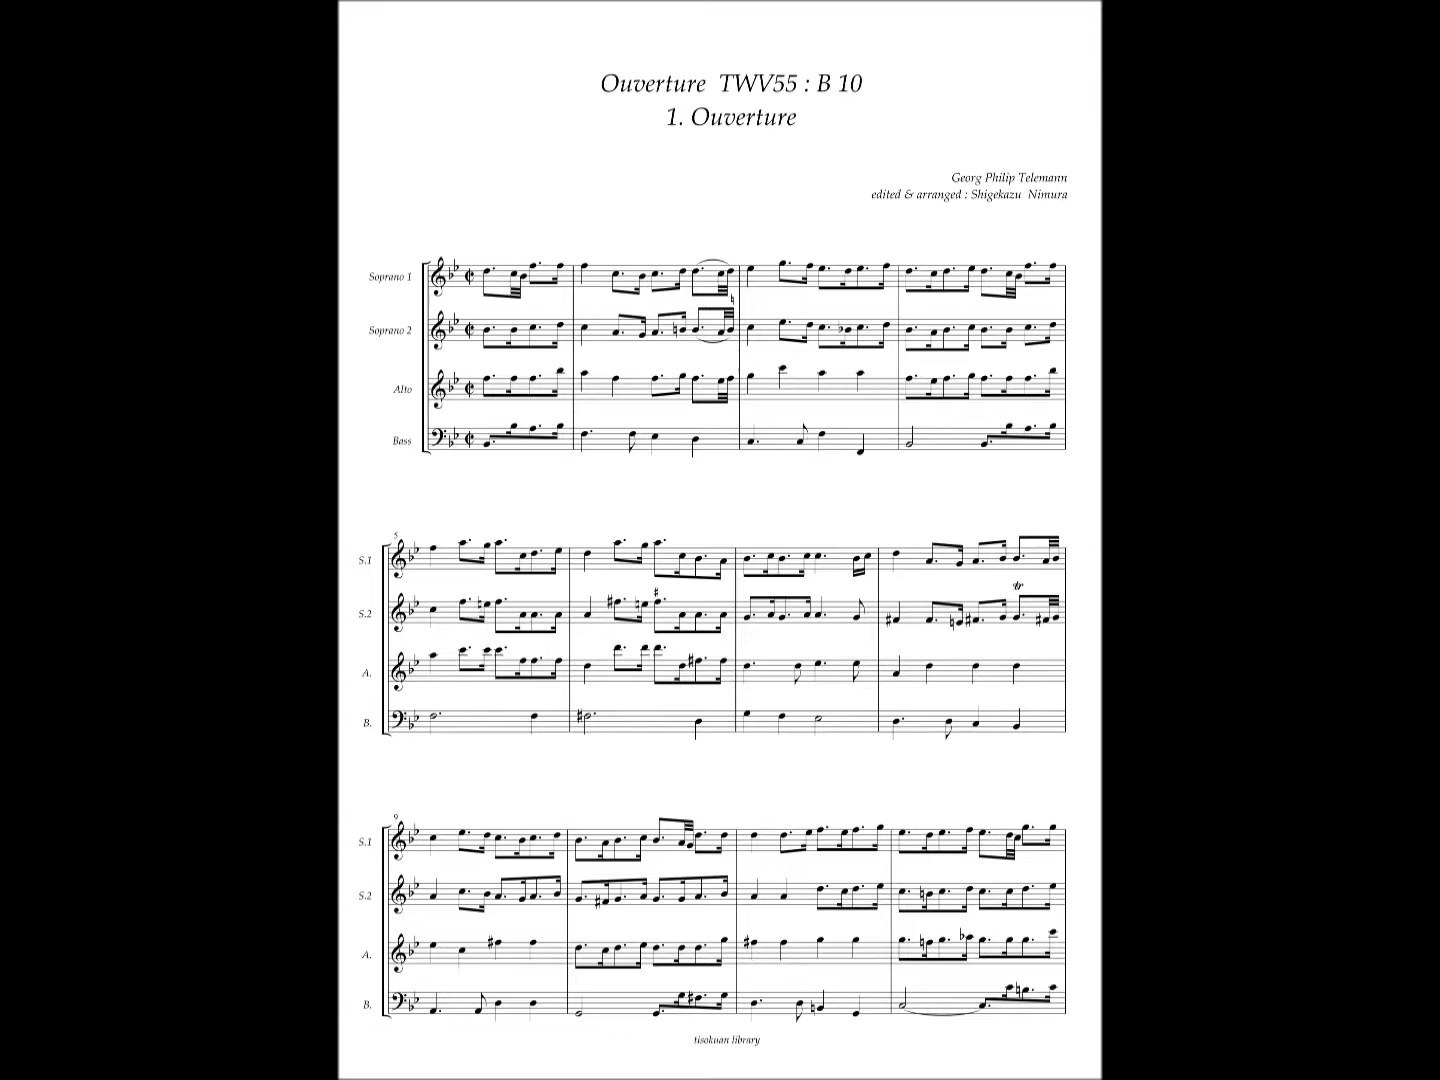 Ouverture TWV55 : B 10
1. Ouverture
Georg Philip Telemann
edited & arranged : Shigekazu Nimura
Soprano 1
Soprano 2
Alto
Bass
5
S.1
tr
S.2
A.
B.
9
S.1
S.2
A.
B.
tisokuan library